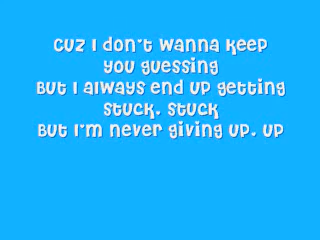 cuz I don't wanna keep
you guessing
But I always end up getting
stuck, stuck
But I'm never giving up, up